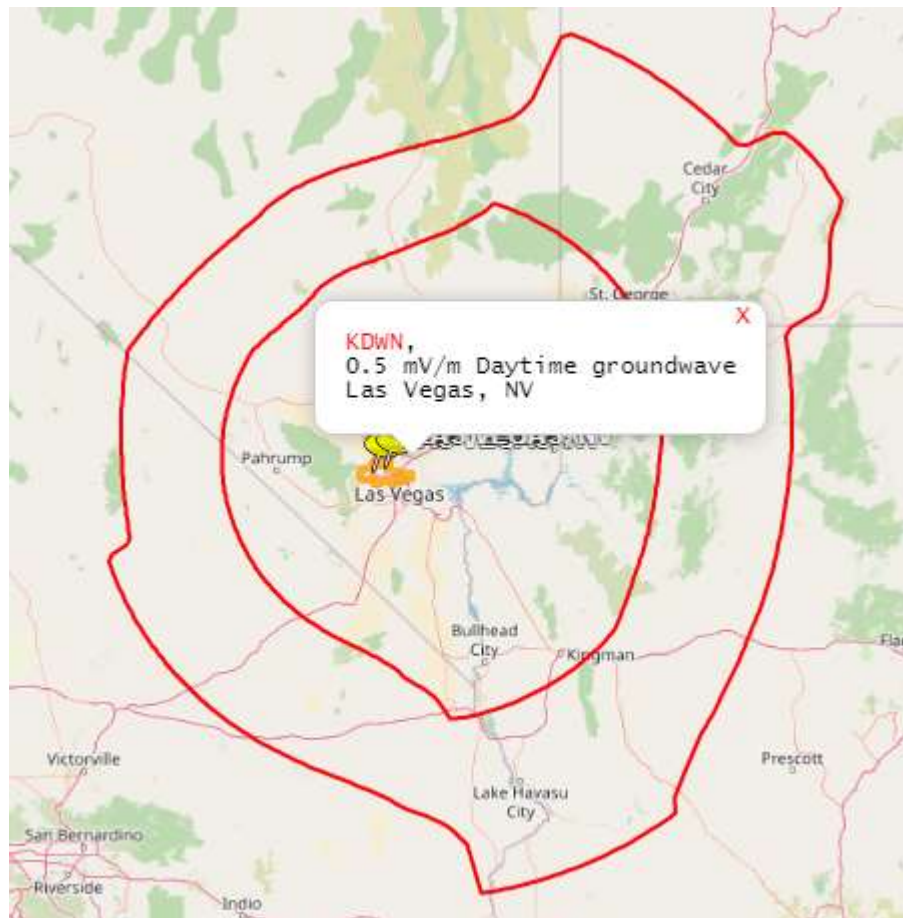 Cedar
City
St. George
X
KDWN,
0.5 mV/m Daytime groundwave
Las Vegas, NV
Pahrump
Las Vegas
Bullhead
City
Kingman
Victorville
Prescott
Lake Havasu
City
San Bernardino
Riverside
Indio